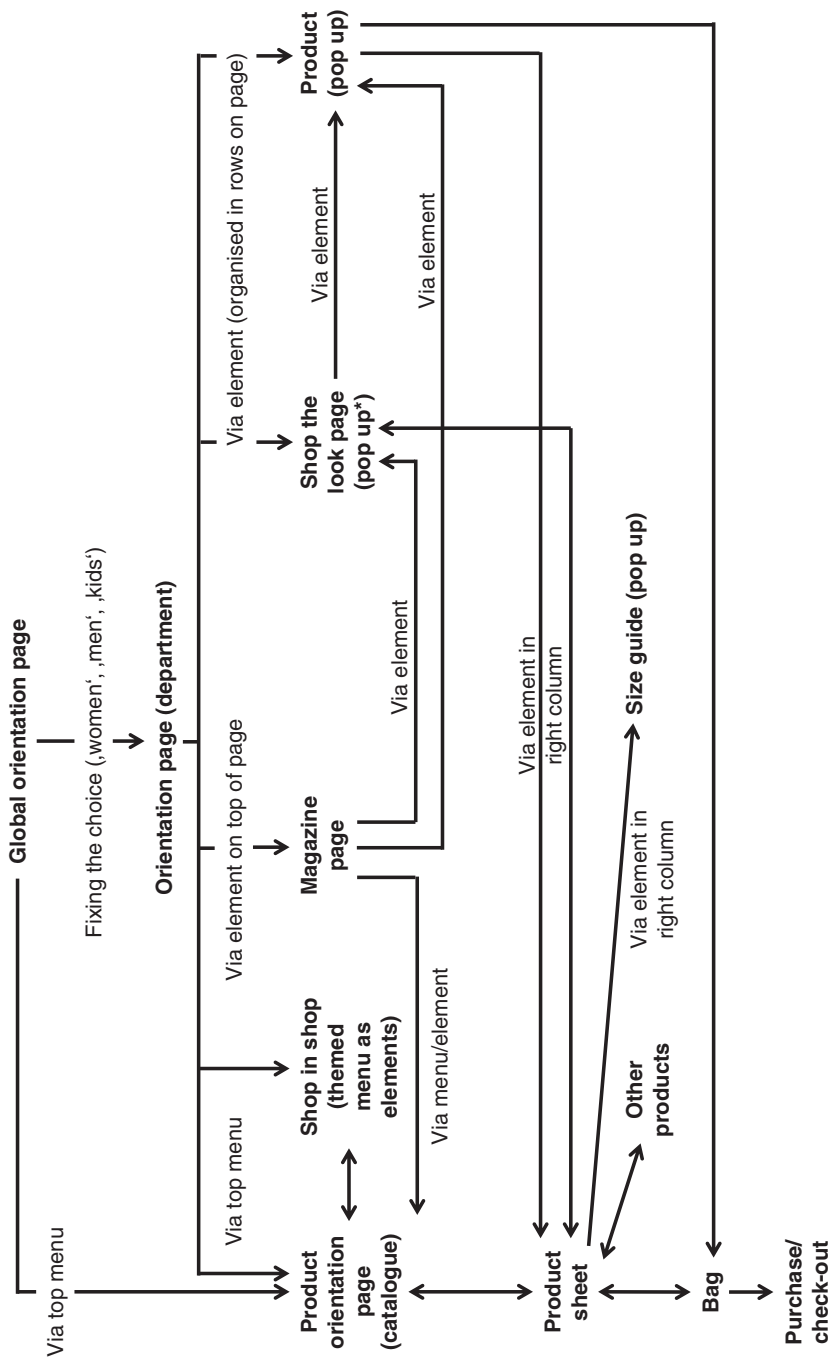 Global orientation page
Via top menu
Fixing the choice (‚women‘, ‚men‘, ‚kids‘)
Orientation page (department)
Via top menu
Via element on top of page
Via element (organised in rows on page)
Product
orientation
page
(catalogue)
Shop in shop
(themed
menu as
elements)
Magazine
page
Shop the
look page
(pop up*)
Product
(pop up)
Via element
Via menu/element
Via element
Via element
Via element in
right column
Product
sheet
Other
products
Via element in
right column
Size guide (pop up)
Bag
Purchase/
check-out